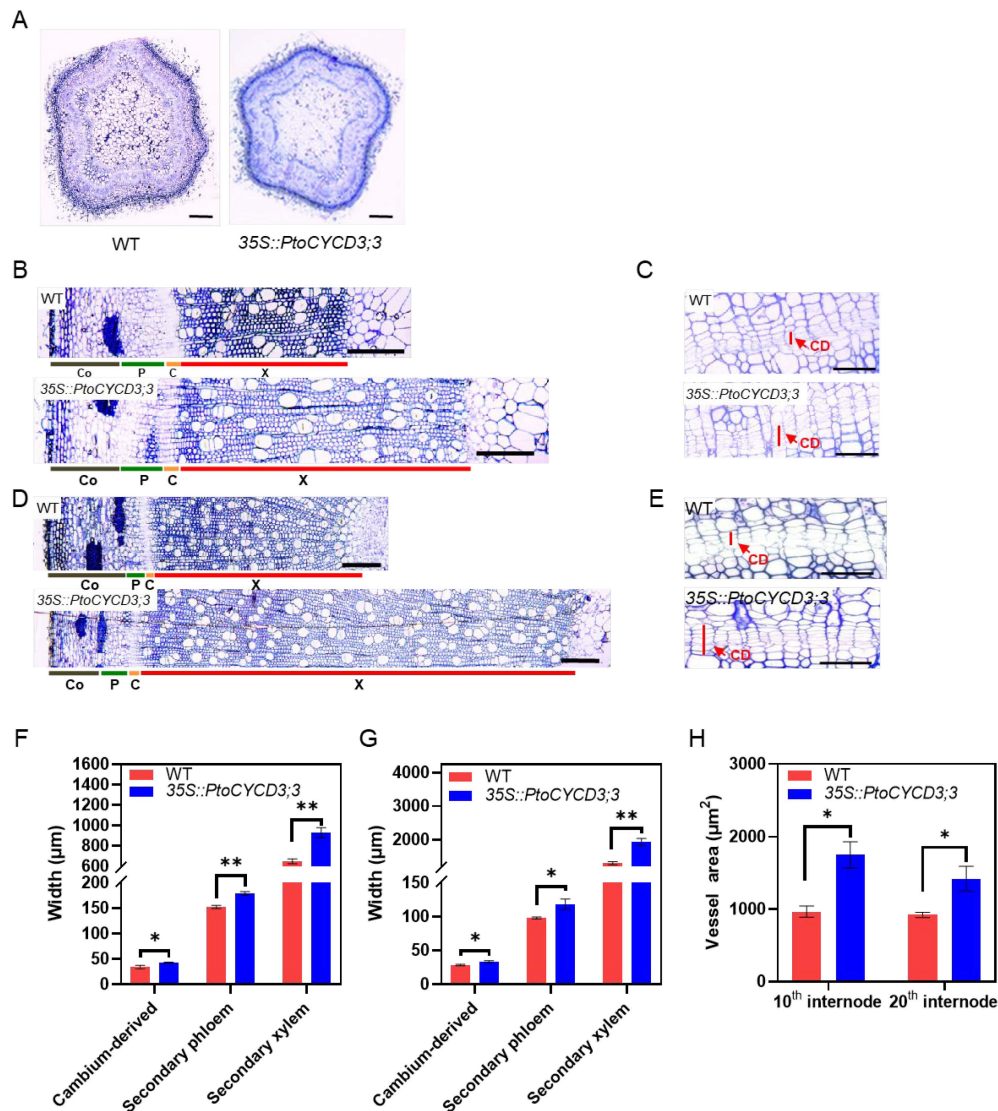 A
WT
35S::PtoCYCD3;3
B
WT
Co P C X
35S::PtoCYCD3;3
Co P C X
C
WT
CD
35S::PtoCYCD3;3
CD
D
WT
Co P C X
35S::PtoCYCD3;3
Co P C X
E
WT
CD
35S::PtoCYCD3;3
CD
F
Width (μm)
1600
1400
1200
1000
800
600
200
150
100
50
0
WT
35S::PtoCYCD3;3
*
**
**
Cambium-derived
Secondary phloem
Secondary xylem
G
Width (μm)
4000
3000
2000
1000
100
50
0
WT
35S::PtoCYCD3;3
*
*
**
Cambium-derived
Secondary phloem
Secondary xylem
H
Vessel area (μm²)
3000
2000
1000
0
WT
35S::PtoCYCD3;3
*
*
10th internode 20th internode